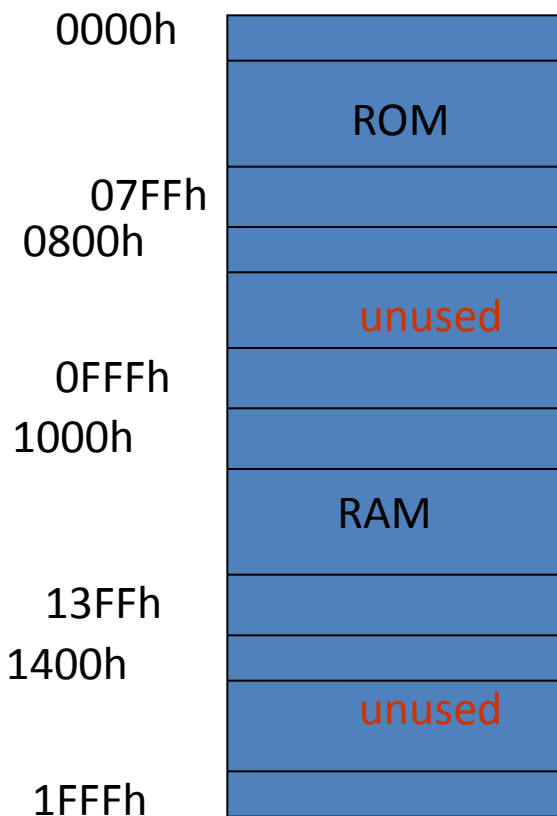 0000h
ROM
07FFh
0800h
unused
0FFFh
1000h
RAM
13FFh
1400h
unused
1FFFh